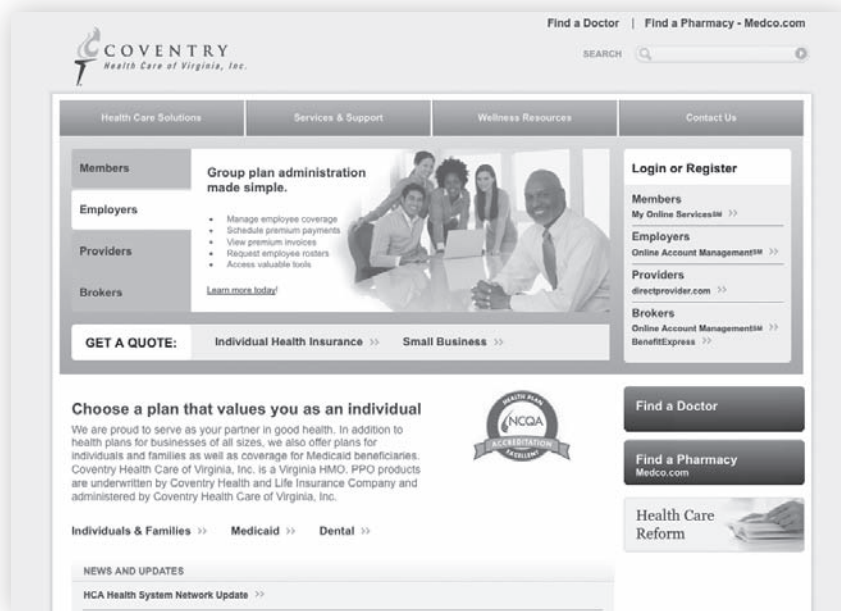 Find a Doctor | Find a Pharmacy - Medco.com
COVENTRY
Health Care of Virginia, Inc.
SEARCH
Health Care Solutions
Services & Support
Wellness Resources
Contact Us
Members
Employers
Providers
Brokers
Group plan administration
made simple.
• Manage employee coverage
• Schedule premium payments
• View premium invoices
• Request employee rosters
• Access valuable tools
Learn more today!
Login or Register
Members
My Online Services℠ >>
Employers
Online Account Management℠ >>
Providers
directprovider.com >>
Brokers
Online Account Management℠ >>
BenefitExpress >>
GET A QUOTE: Individual Health Insurance >> Small Business >>
Choose a plan that values you as an individual
We are proud to serve as your partner in good health. In addition to
health plans for businesses of all sizes, we also offer plans for
individuals and families as well as coverage for Medicaid beneficiaries.
Coventry Health Care of Virginia, Inc. is a Virginia HMO. PPO products
are underwritten by Coventry Health and Life Insurance Company and
administered by Coventry Health Care of Virginia, Inc.
HEALTH PLAN
NCQA
ACCREDITATION
EXCELLENT
Individuals & Families >> Medicaid >> Dental >>
Find a Doctor
Find a Pharmacy
Medco.com
Health Care
Reform
NEWS AND UPDATES
HCA Health System Network Update >>